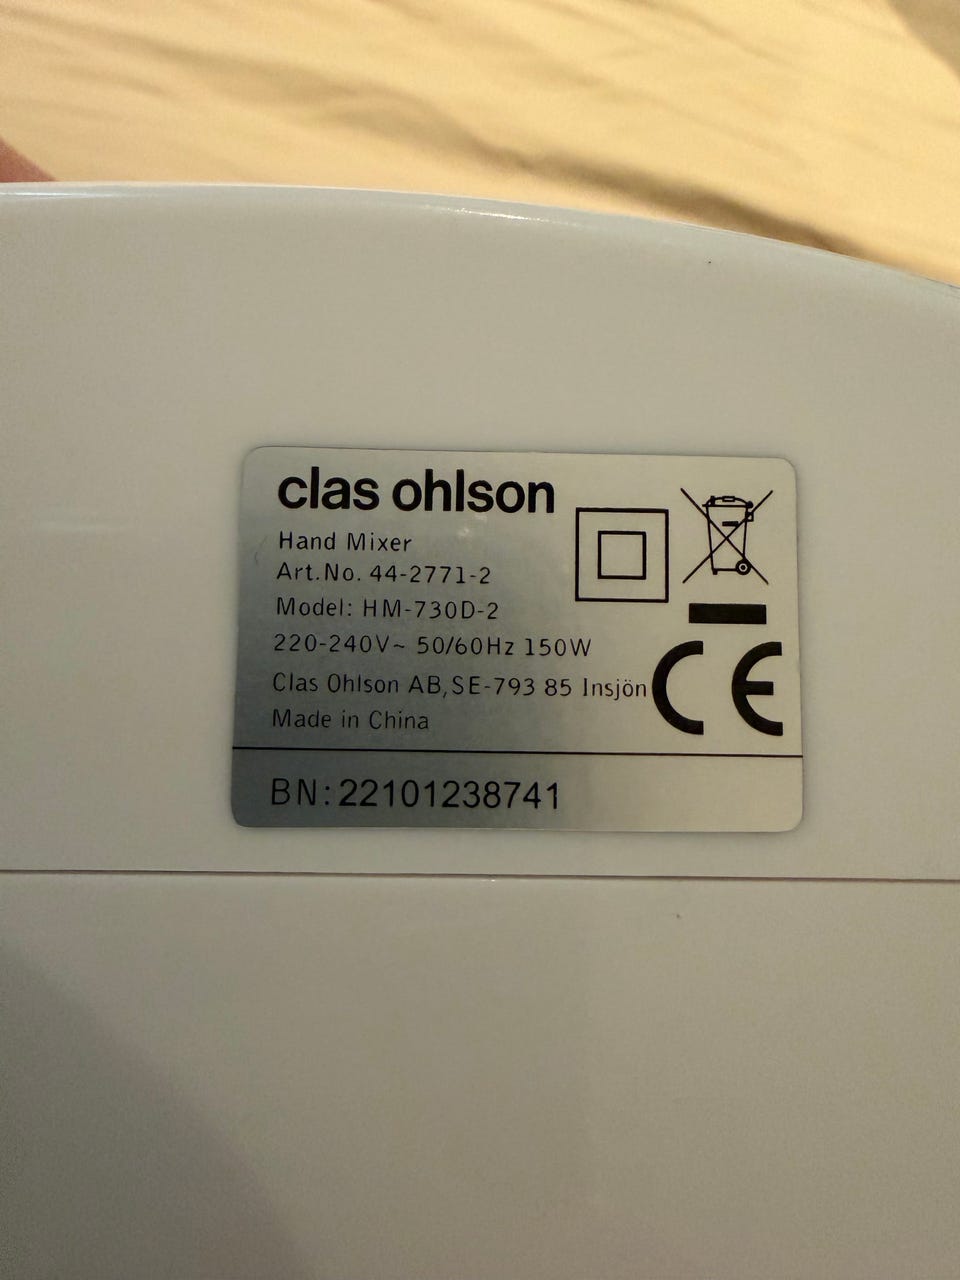 clas ohlson
Hand Mixer
Art.No. 44-2771-2
Model: HM-730D-2
220-240V~ 50/60Hz 150W
Clas Ohlson AB,SE-793 85 Insjön
Made in China
CE
BN:22101238741